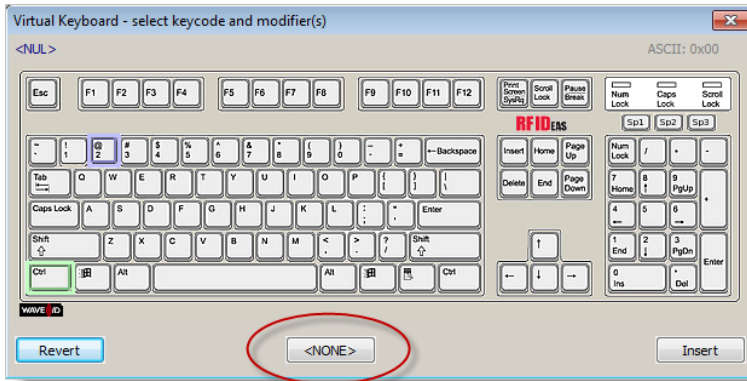 Virtual Keyboard - select keycode and modifier(s)
<NUL> ASCII: 0x00
Esc F1 F2 F3 F4 F5 F6 F7 F8 F9 F10 F11 F12 Print Screen SysRq Scroll Lock Pause Break Num Lock Caps Lock Scroll Lock
RFIDEAS Sp1 Sp2 Sp3
~ ` ! 1 @ 2 # 3 $ 4 % 5 ^ 6 & 7 * 8 ( 9 ) 0 _ - + = ←Backspace Insert Home Page Up Num Lock / * -
Tab Q W E R T Y U I O P { [ } ] | \ Delete End Page Down 7 Home 8 ↑ 9 PgUp +
Caps Lock A S D F G H J K L : ; " ' Enter 4 ← 5 6 →
Shift Z X C V B N M < , > . ? / Shift ↑ 1 End 2 ↓ 3 PgDn Enter
Ctrl Alt Alt Ctrl ← ↓ → 0 Ins . Del
WAVE ID
Revert <NONE> Insert